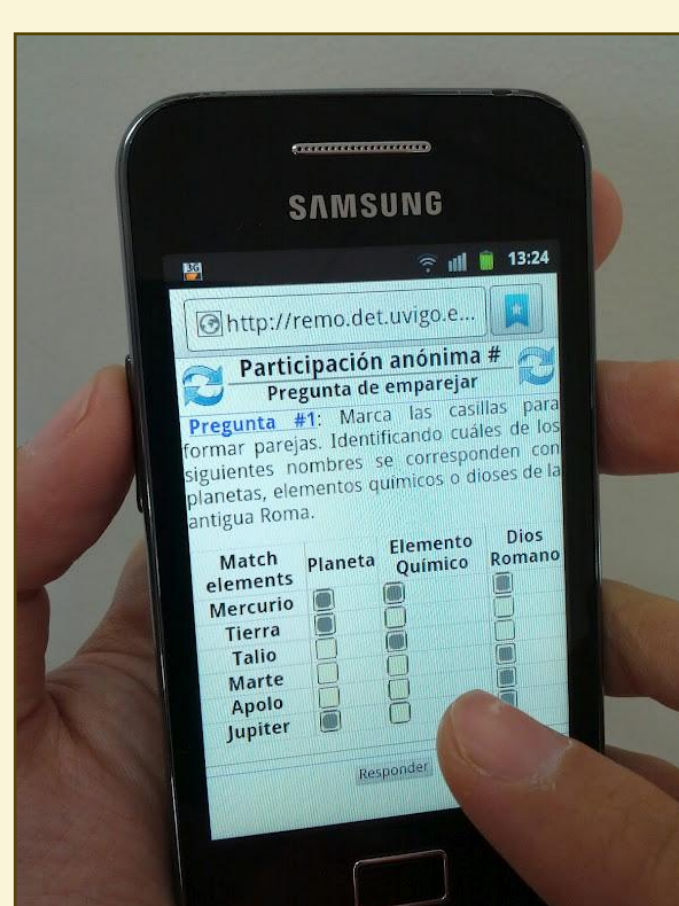 SAMSUNG
3G
13:24
http://remo.det.uvigo.e...
Participación anónima #
Pregunta de emparejar
Pregunta #1: Marca las casillas para
formar parejas. Identificando cuáles de los
siguientes nombres se corresponden con
planetas, elementos químicos o dioses de la
antigua Roma.
Match elements Planeta Elemento Químico Dios Romano
Mercurio
Tierra
Talio
Marte
Apolo
Jupiter
Responder